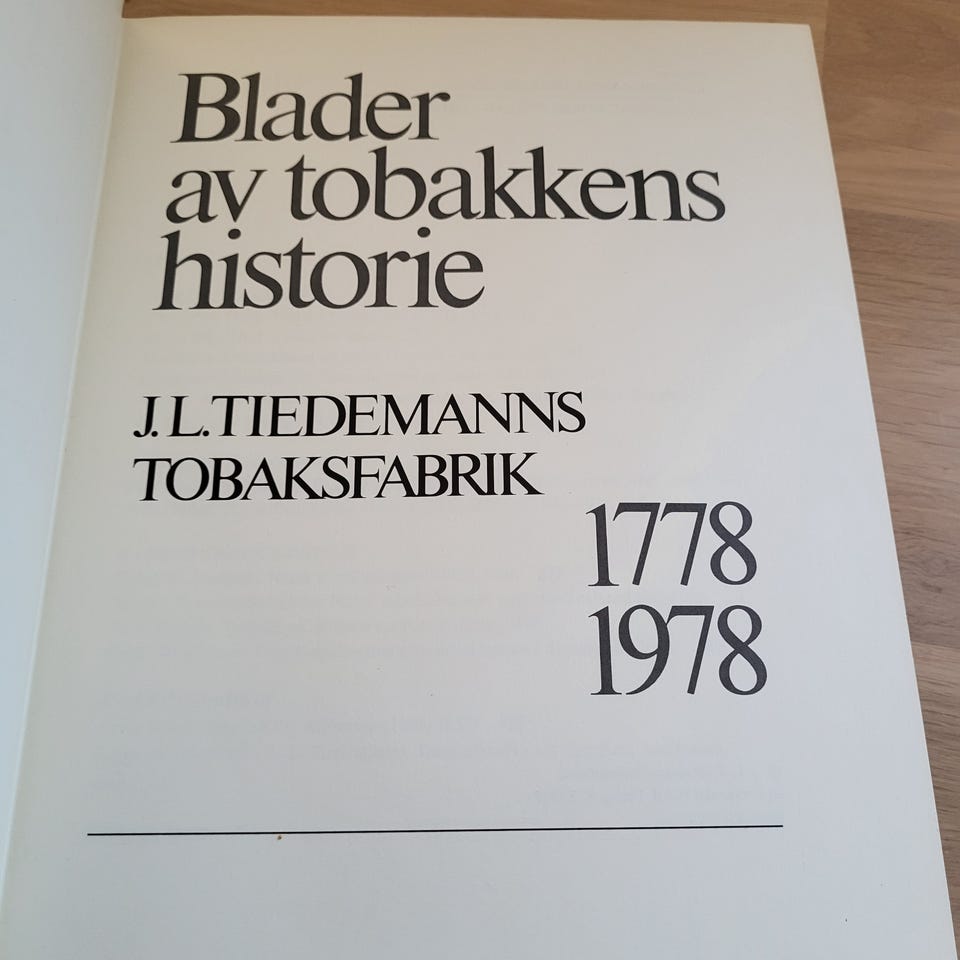 Blader
av tobakkens
historie
J. L. TIEDEMANNS
TOBAKSFABRIK
1778
1978